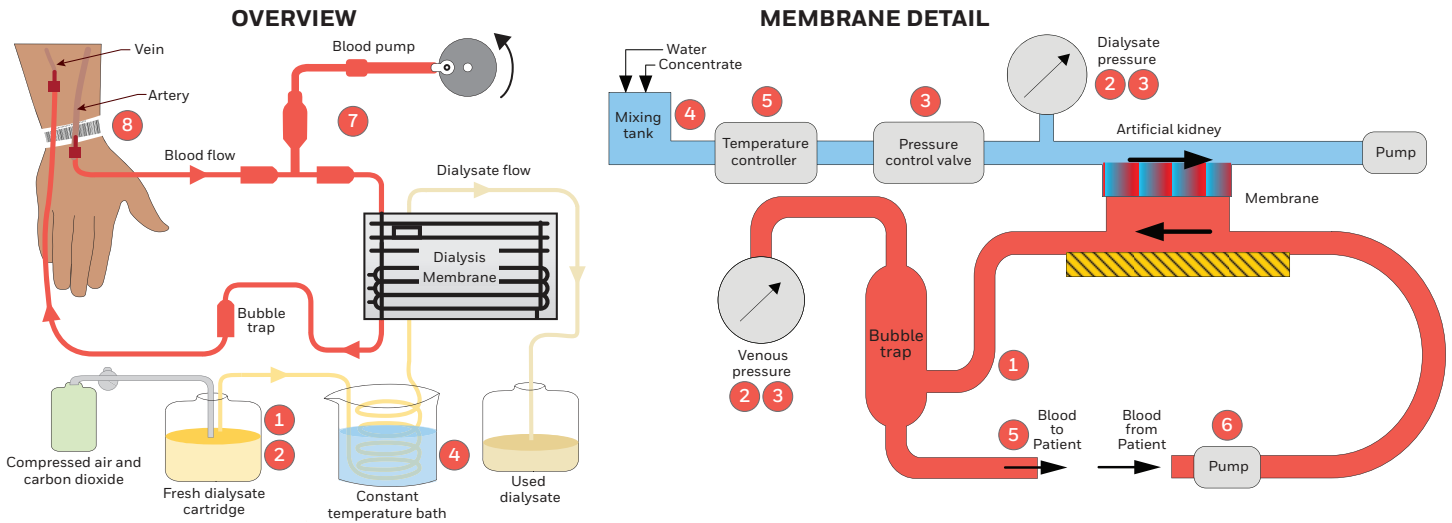 OVERVIEW
Vein
Artery
8
Blood flow
Blood pump
7
Dialysate flow
Dialysis
Membrane
Bubble
trap
Compressed air and
carbon dioxide
1
2
Fresh dialysate
cartridge
4
Constant
temperature bath
Used
dialysate
MEMBRANE DETAIL
Water
Concentrate
Mixing
tank
4
5
Temperature
controller
3
Pressure
control valve
Dialysate
pressure
2 3
Artificial kidney
Pump
Membrane
Venous
pressure
2 3
Bubble
trap
1
5
Blood
to
Patient
Blood
from
Patient
6
Pump